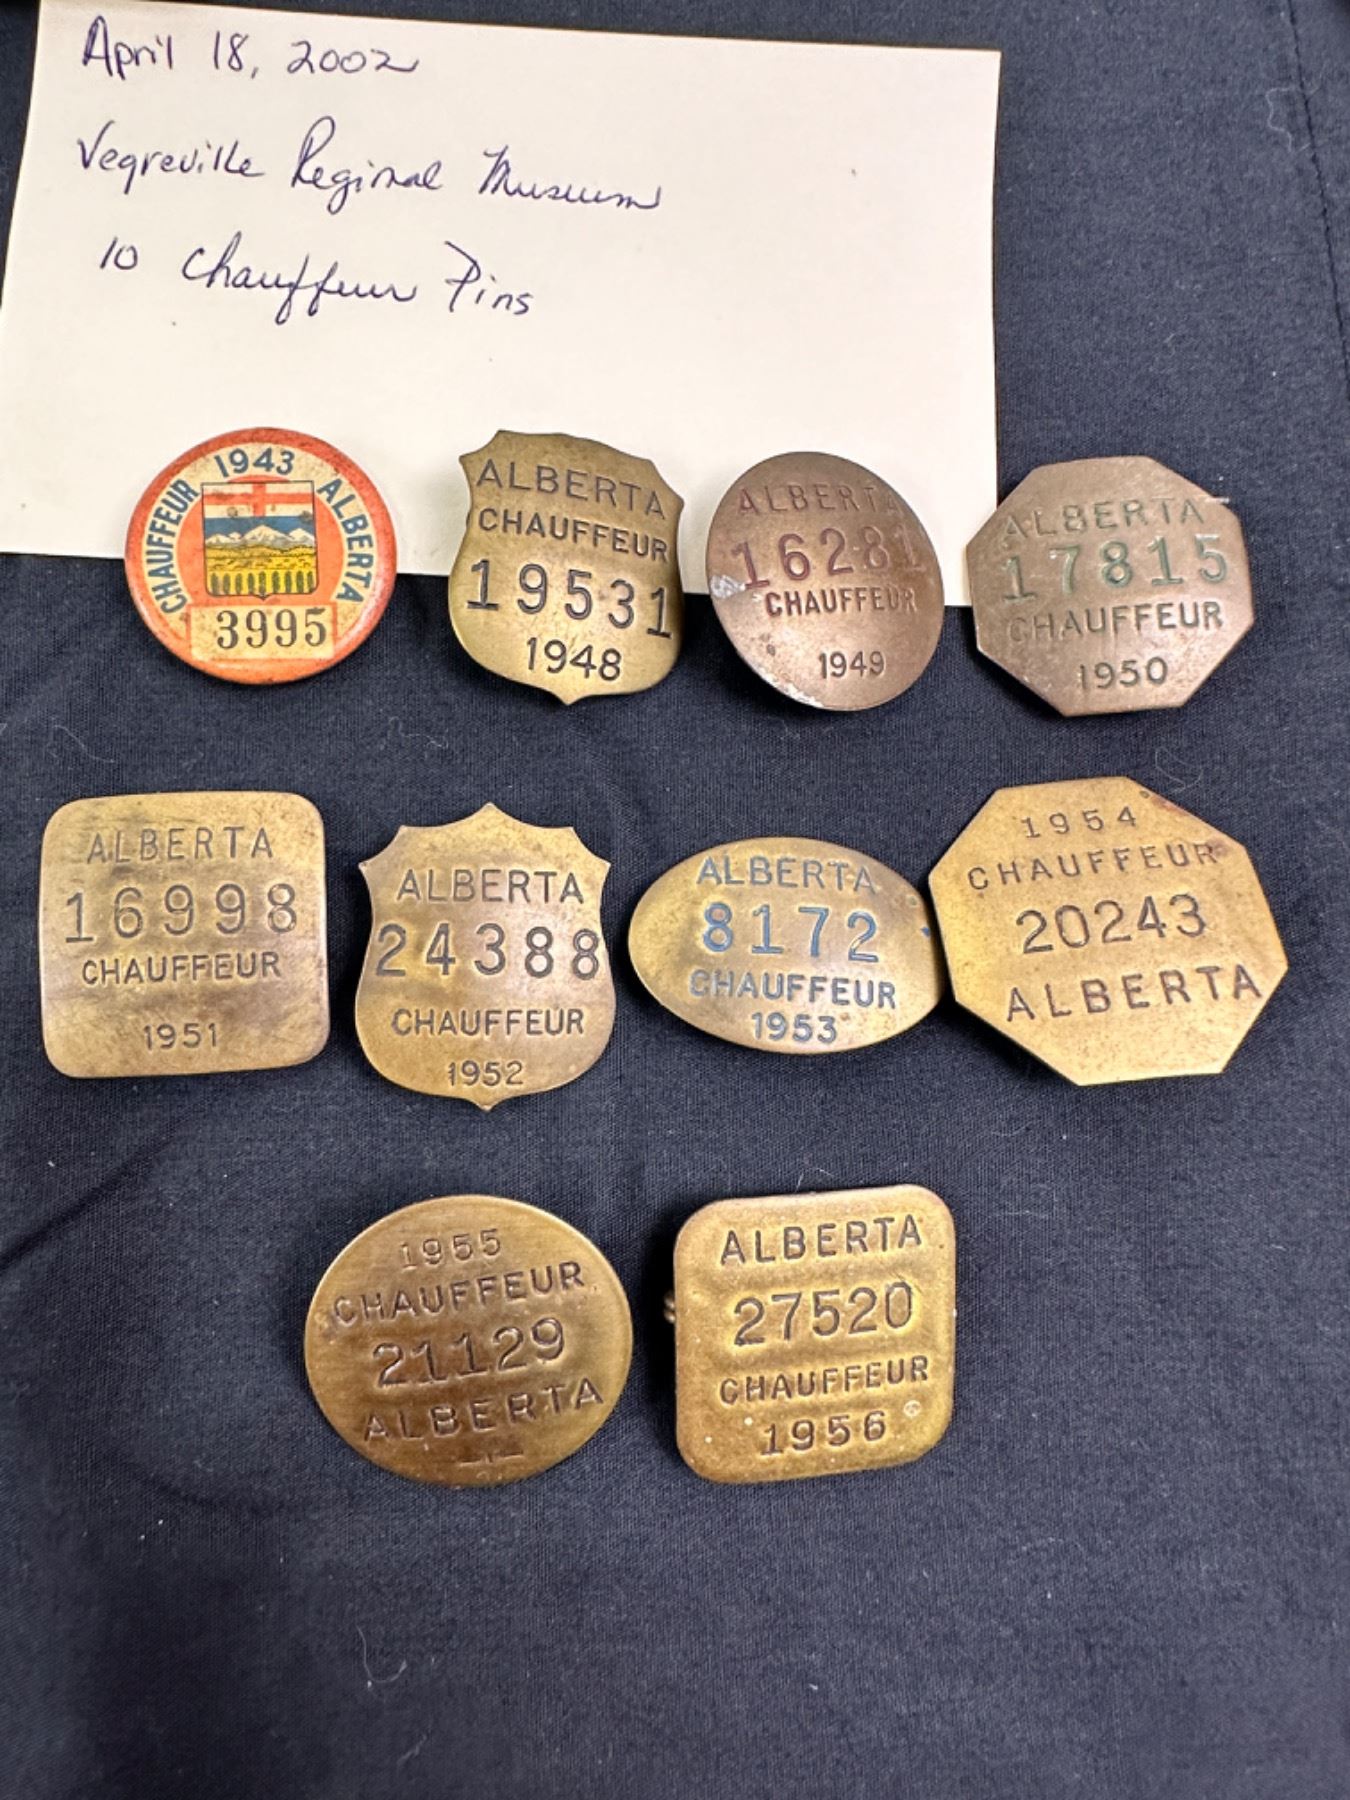 April 18, 2002
Vegreville Regional Museum
10 Chauffeur Pins
CHAUFFEUR 1943 ALBERTA
3995
ALBERTA
CHAUFFEUR
19531
1948
ALBERTA
16281
CHAUFFEUR
1949
ALBERTA
17815
CHAUFFEUR
1950
ALBERTA
16998
CHAUFFEUR
1951
ALBERTA
24388
CHAUFFEUR
1952
ALBERTA
8172
CHAUFFEUR
1953
1954
CHAUFFEUR
20243
ALBERTA
1955
CHAUFFEUR
21129
ALBERTA
ALBERTA
27520
CHAUFFEUR
1956